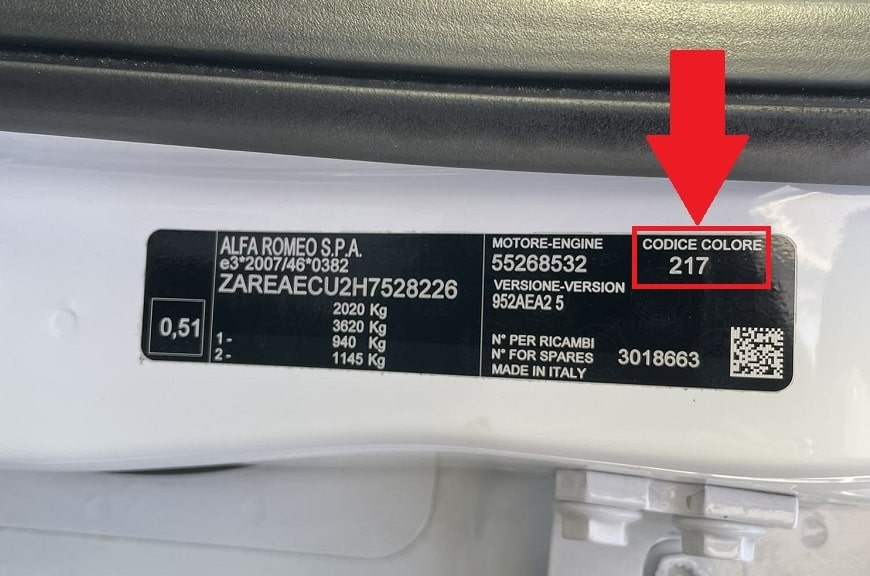 ALFA ROMEO S.P.A.
e3*2007/46*0382
ZAREAECU2H7528226
2020 Kg
3620 Kg
1- 940 Kg
2- 1145 Kg
0,51
MOTORE-ENGINE
55268532
VERSIONE-VERSION
952AEA2 5
N° PER RICAMBI
N° FOR SPARES 3018663
MADE IN ITALY
CODICE COLORE
217